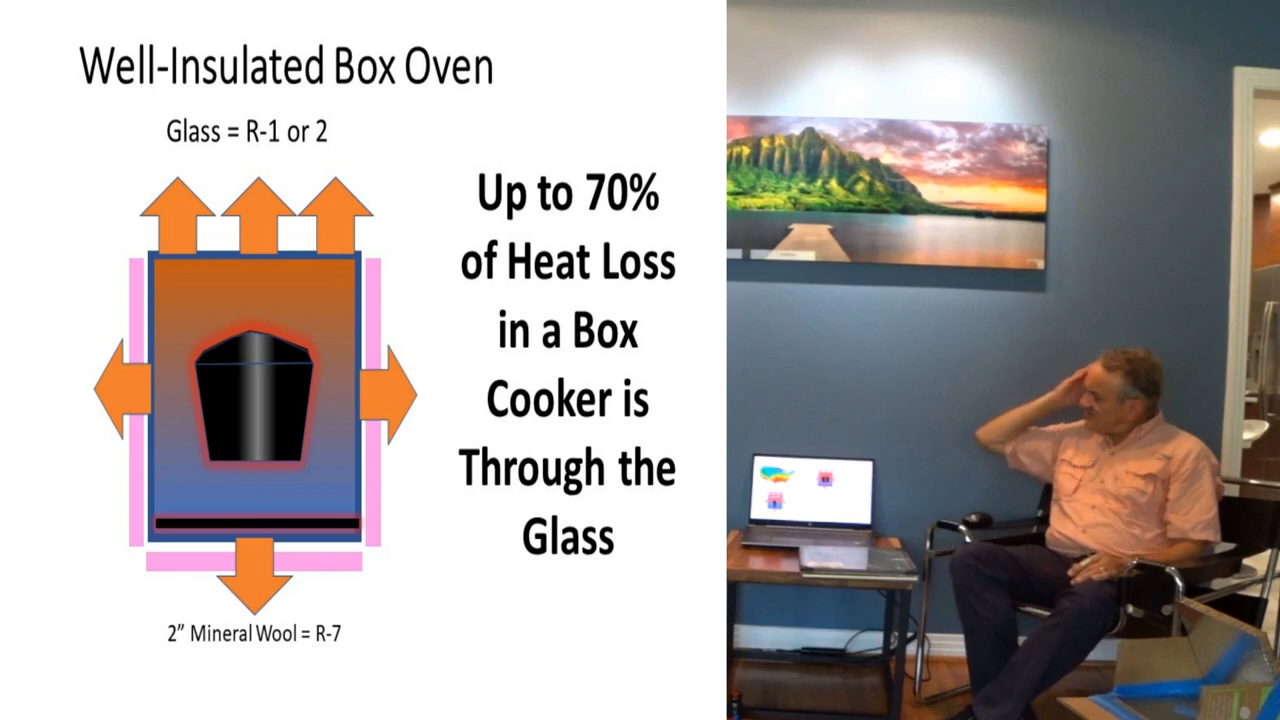 Well-Insulated Box Oven
Glass = R-1 or 2
Up to 70%
of Heat Loss
in a Box
Cooker is
Through the
Glass
2” Mineral Wool = R-7